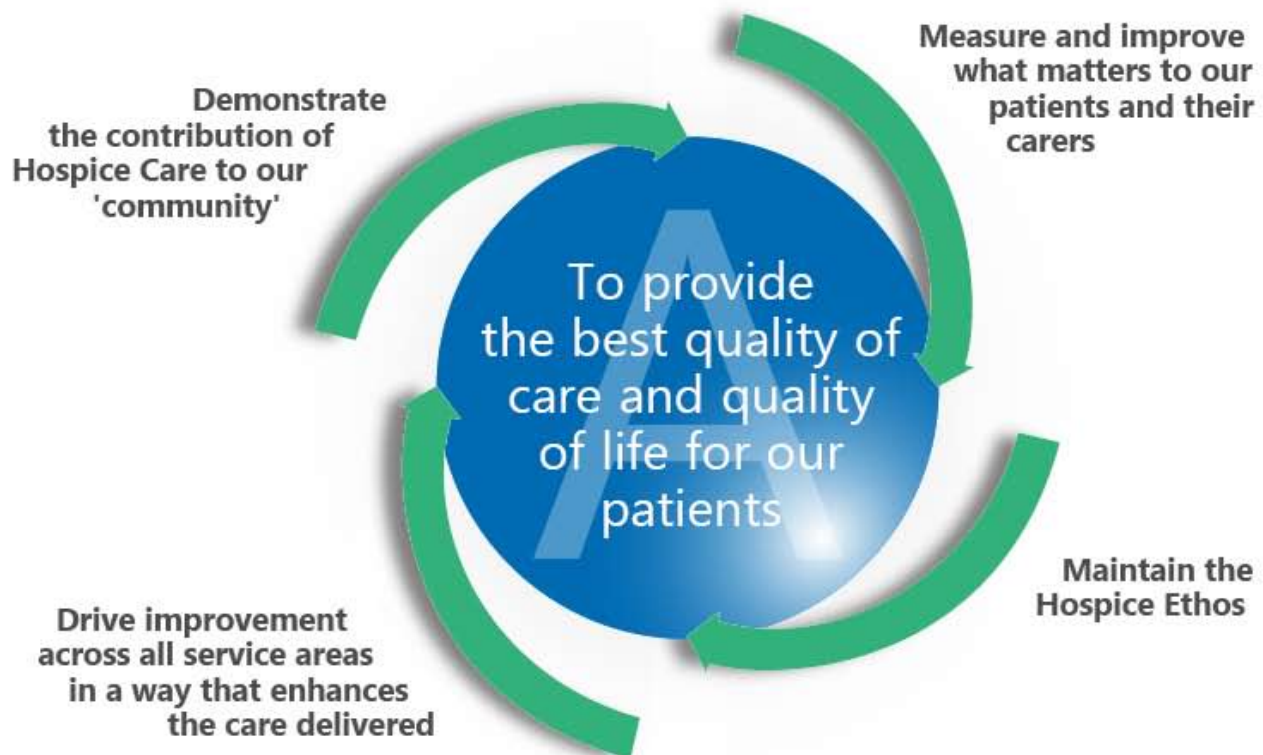 Demonstrate
the contribution of
Hospice Care to our
'community'
Measure and improve
what matters to our
patients and their
carers
A
To provide
the best quality of
care and quality
of life for our
patients
Maintain the
Hospice Ethos
Drive improvement
across all service areas
in a way that enhances
the care delivered